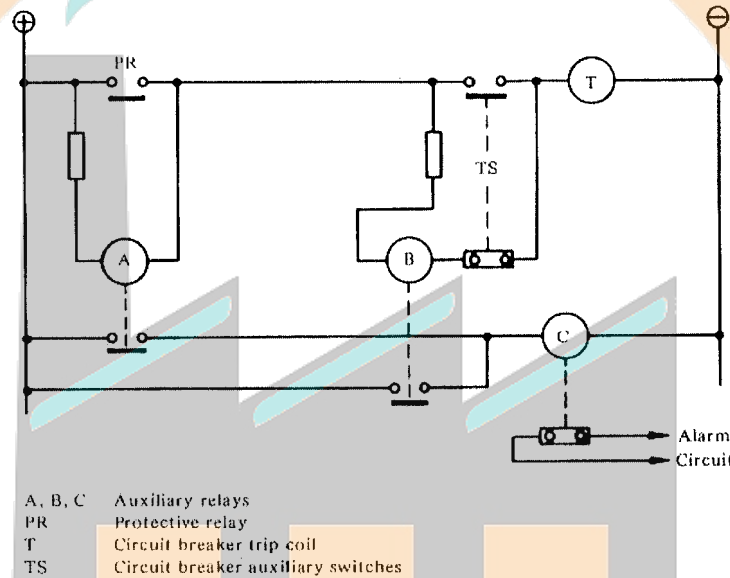 + −
PR
T
TS
A
B
C
Alarm
Circuit
A, B, C Auxiliary relays
PR Protective relay
T Circuit breaker trip coil
TS Circuit breaker auxiliary switches